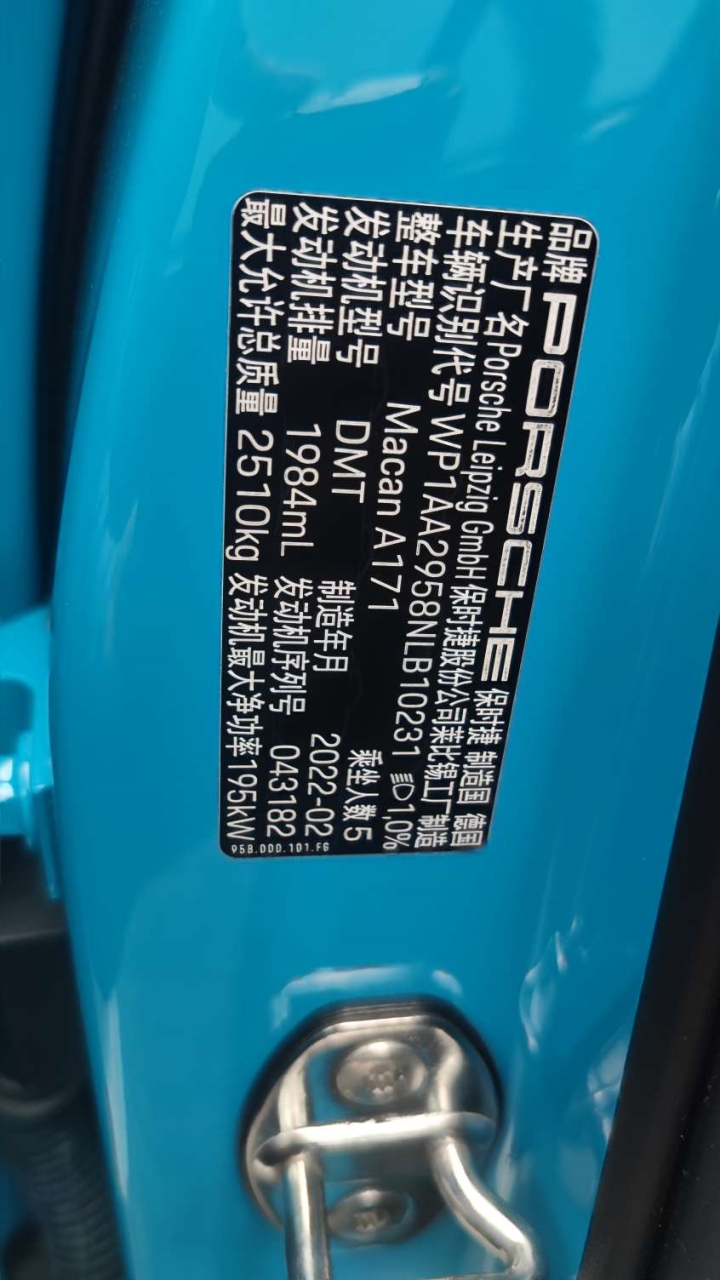 品牌 PORSCHE 保时捷 制造国 德国
生产厂名 Porsche Leipzig GmbH 保时捷股份公司莱比锡工厂 制造
车辆识别代号 WP1AA2958NLB10231 1,0%
整车型号 Macan A171 乘坐人数 5
发动机型号 DMT 制造年月 2022-02
发动机排量 1984mL 发动机序列号 043182
最大允许总质量 2510kg 发动机最大净功率 195kW
958.000.101.FG